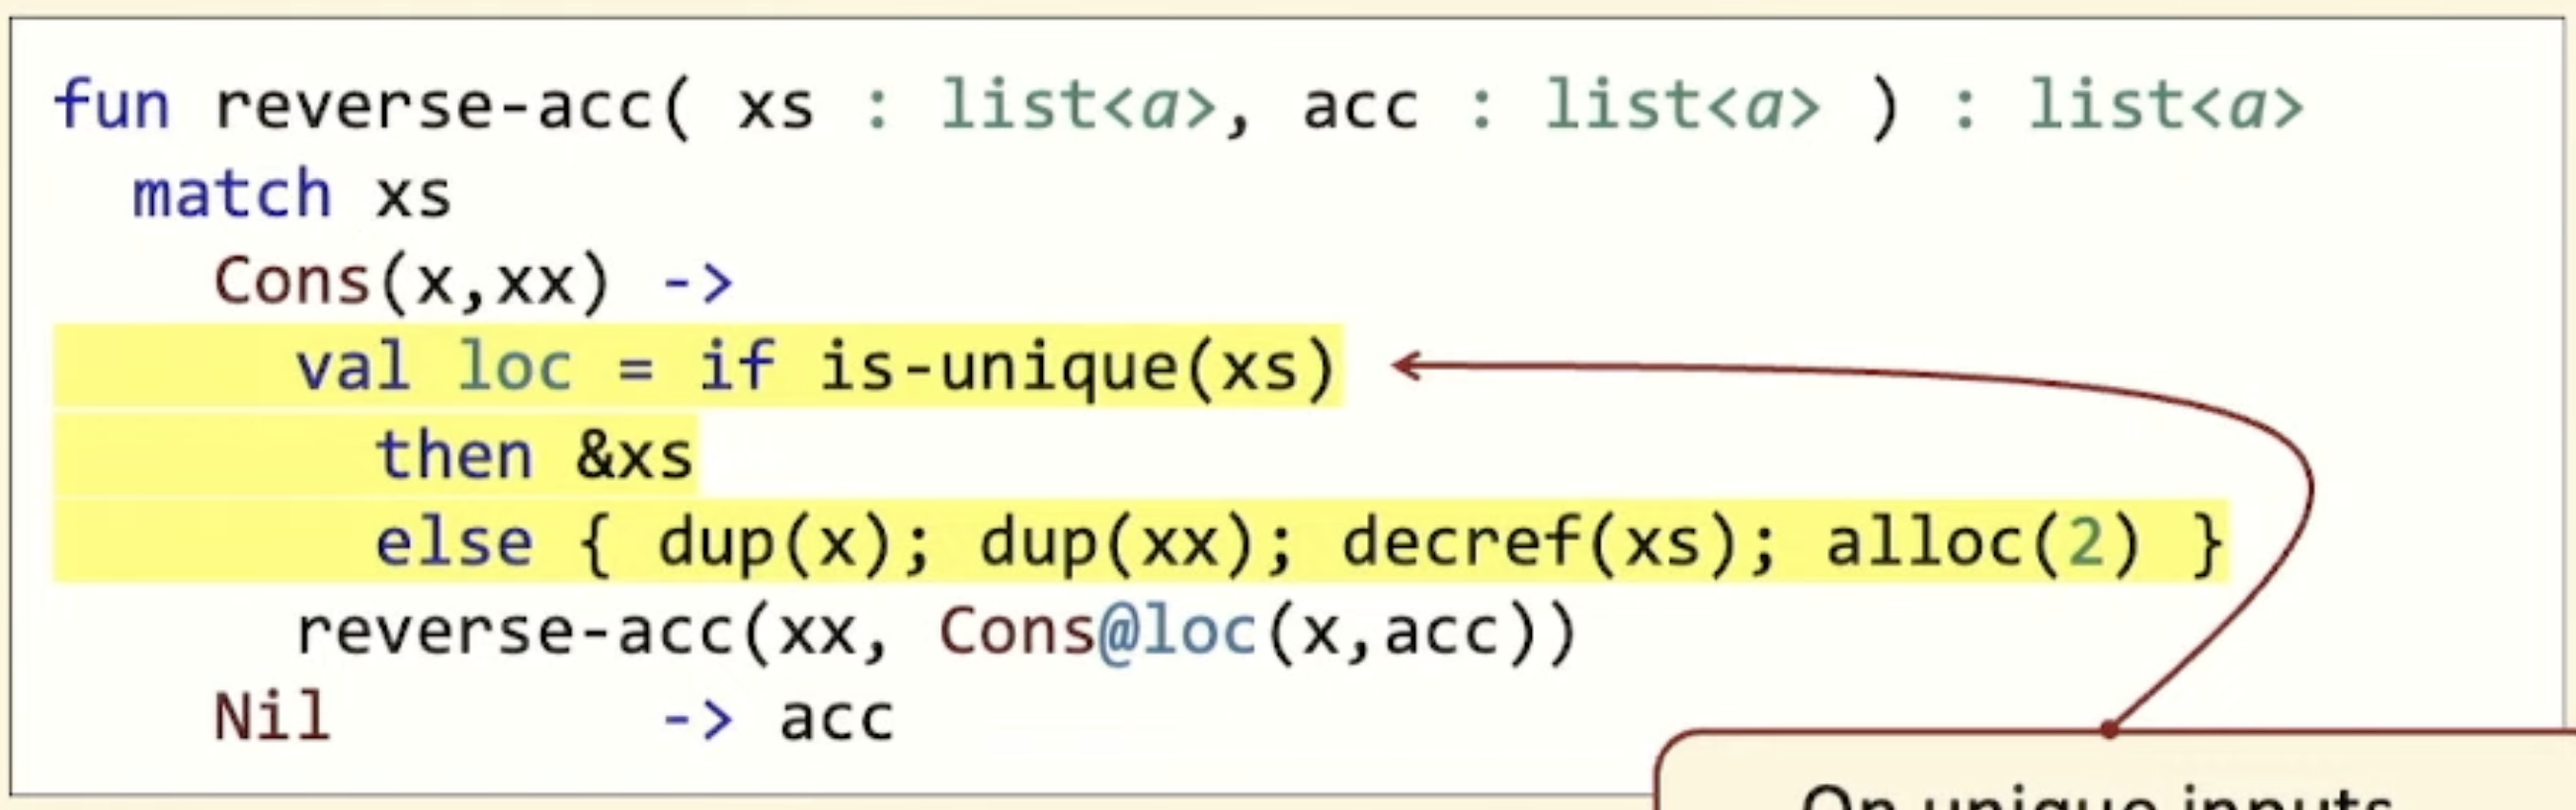 fun reverse-acc( xs : list<a>, acc : list<a> ) : list<a>
match xs
Cons(x,xx) ->
val loc = if is-unique(xs)
then &xs
else { dup(x); dup(xx); decref(xs); alloc(2) }
reverse-acc(xx, Cons@loc(x,acc))
Nil -> acc
On unique inputs